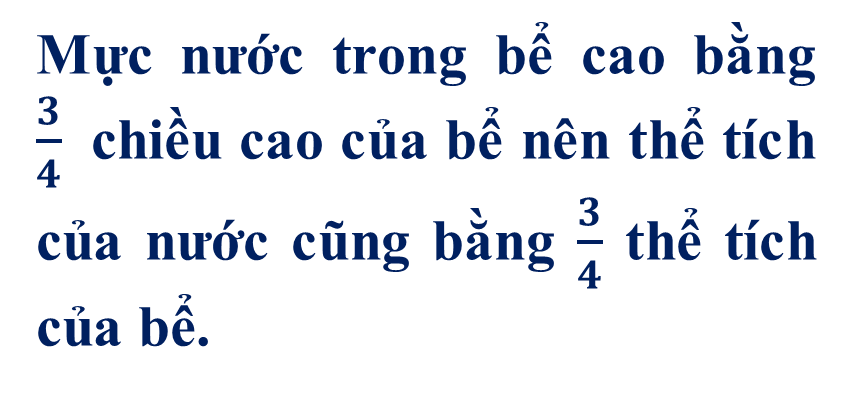 Mực nước trong bể cao bằng
3/4 chiều cao của bể nên thể tích
của nước cũng bằng 3/4 thể tích
của bể.